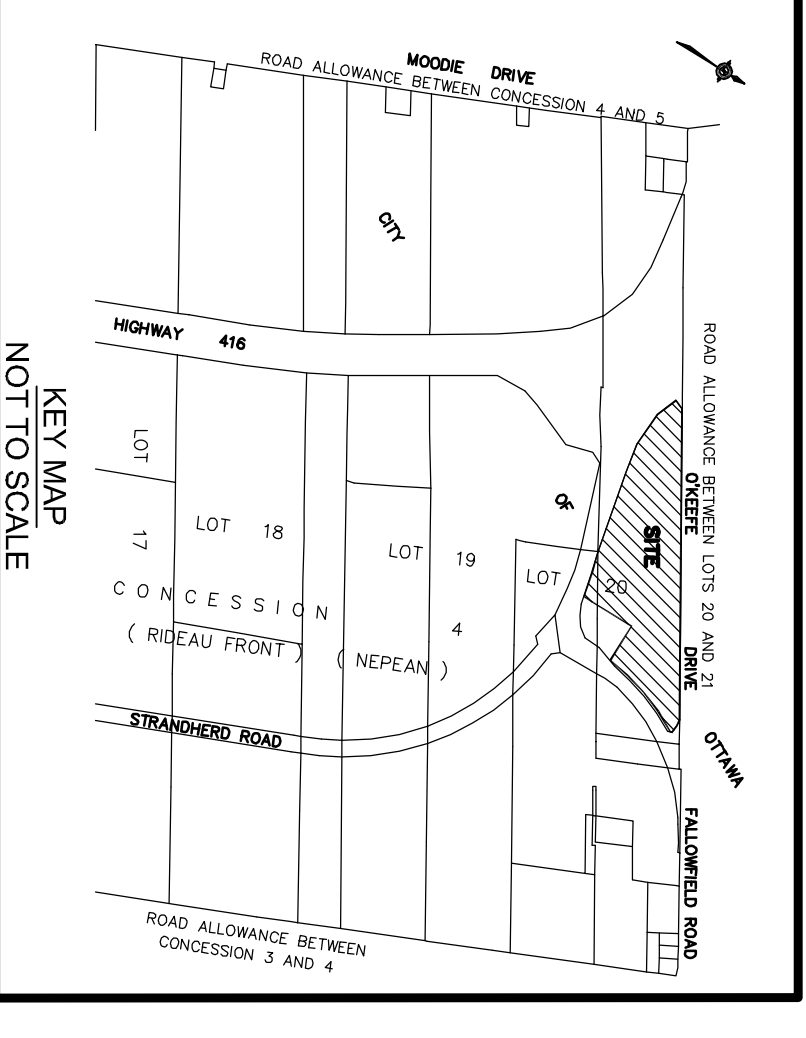 MOODIE DRIVE
ROAD ALLOWANCE BETWEEN CONCESSION 4 AND 5
CITY
HIGHWAY 416
ROAD ALLOWANCE BETWEEN LOTS 20 AND 21
O'KEEFE DRIVE
SITE
OF
LOT 17
LOT 18
LOT 19
LOT 20
CONCESSION 4
( RIDEAU FRONT ) ( NEPEAN )
STRANDHERD ROAD
OTTAWA
FALLOWFIELD ROAD
ROAD ALLOWANCE BETWEEN
CONCESSION 3 AND 4
KEY MAP
NOT TO SCALE